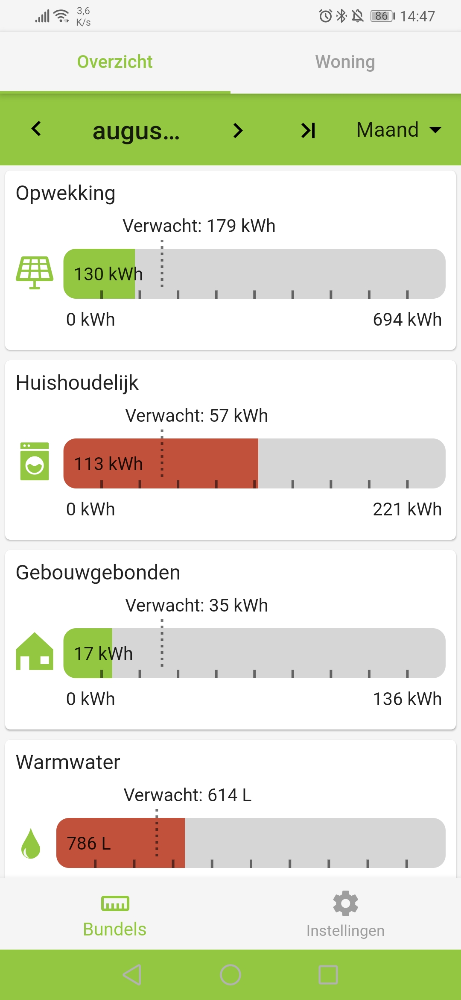 3,6
K/s
86
14:47
Overzicht
Woning
augus...
Maand
Opwekking
Verwacht: 179 kWh
130 kWh
0 kWh
694 kWh
Huishoudelijk
Verwacht: 57 kWh
113 kWh
0 kWh
221 kWh
Gebouwgebonden
Verwacht: 35 kWh
17 kWh
0 kWh
136 kWh
Warmwater
Verwacht: 614 L
786 L
Bundels
Instellingen